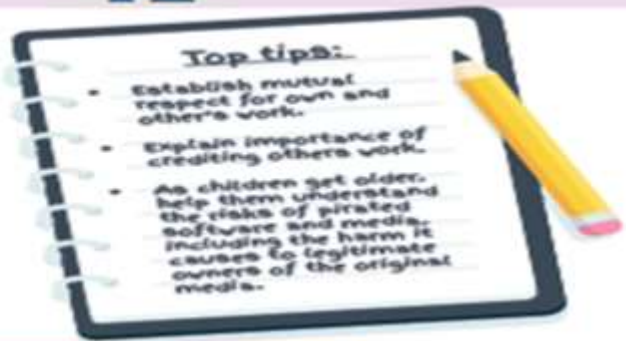 Top tips:
• Establish mutual
respect for own and
other's work.
• Explain importance of
crediting others work.
• As children get older,
help them understand
the risks of pirated
software and media,
including the harm it
causes to legitimate
owners of the original
media.